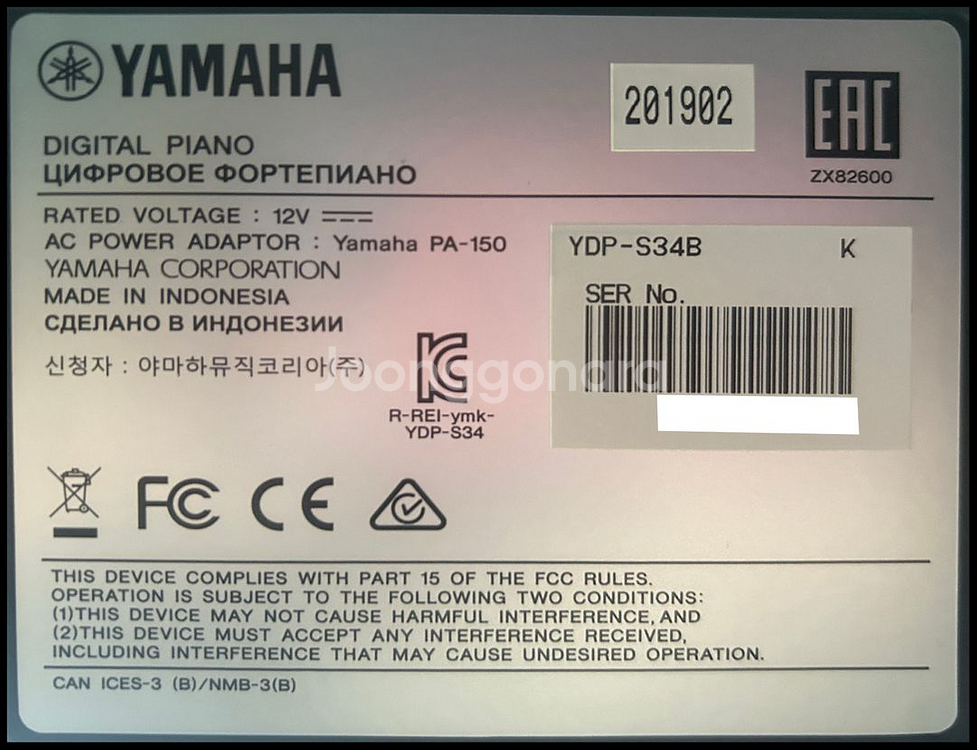 YAMAHA
201902
EAC
ZX82600
DIGITAL PIANO
ЦИФРОВОЕ ФОРТЕПИАНО
RATED VOLTAGE : 12V
AC POWER ADAPTOR : Yamaha PA-150
YAMAHA CORPORATION
MADE IN INDONESIA
СДЕЛАНО В ИНДОНЕЗИИ
신청자 : 야마하뮤직코리아(주)
R-REI-ymk-
YDP-S34
YDP-S34B K
SER No.
Joonggonara
FC CE
THIS DEVICE COMPLIES WITH PART 15 OF THE FCC RULES.
OPERATION IS SUBJECT TO THE FOLLOWING TWO CONDITIONS:
(1)THIS DEVICE MAY NOT CAUSE HARMFUL INTERFERENCE, AND
(2)THIS DEVICE MUST ACCEPT ANY INTERFERENCE RECEIVED,
INCLUDING INTERFERENCE THAT MAY CAUSE UNDESIRED OPERATION.
CAN ICES-3 (B)/NMB-3(B)